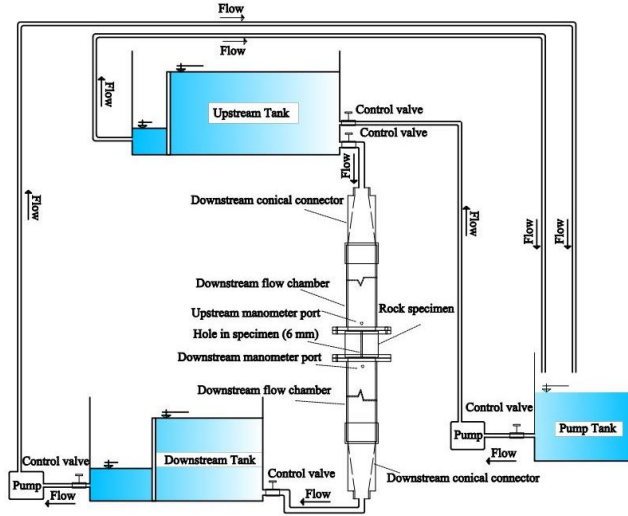 Flow
Flow
Flow
Upstream Tank
Control valve
Control valve
Flow
Flow
Downstream conical connector
Flow
Flow
Flow
Flow
Downstream flow chamber
Upstream manometer port
Rock specimen
Hole in specimen (6 mm)
Downstream manometer port
Downstream flow chamber
Control valve
Pump
Pump Tank
Flow
Control valve
Downstream Tank
Control valve
Pump
Flow
Flow
Downstream conical connector